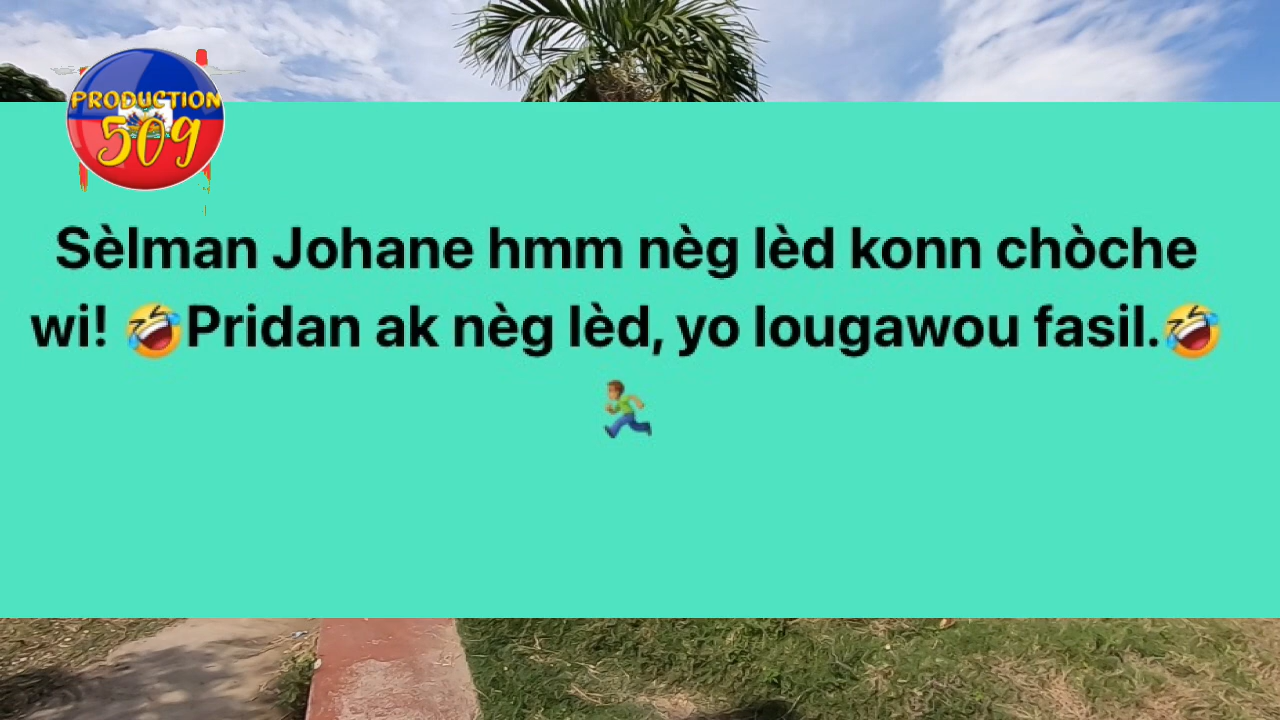 PRODUCTION
509
Sèlman Johane hmm nèg lèd konn chòche
wi! 🤣Pridan ak nèg lèd, yo lougawou fasil.🤣
🏃🏽‍♂️